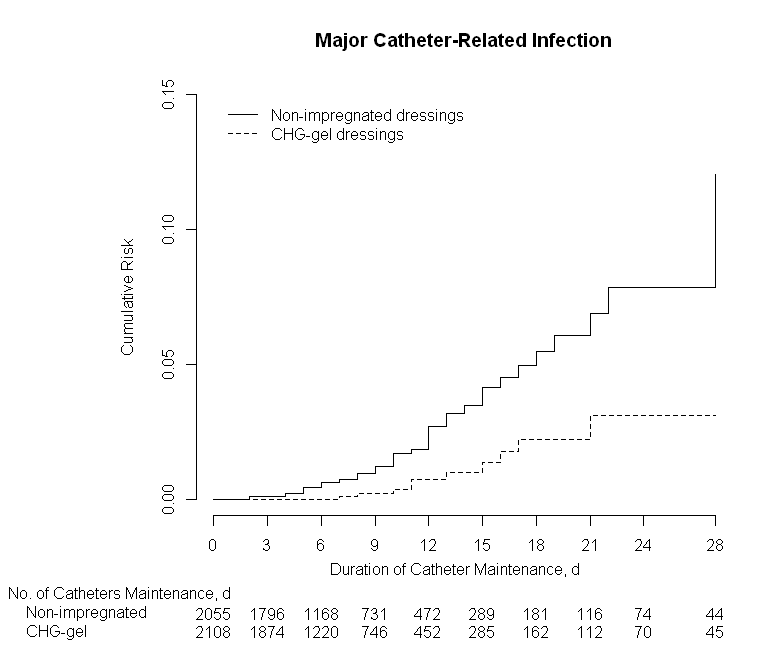 Major Catheter-Related Infection
0.15
Non-impregnated dressings
CHG-gel dressings
0.10
Cumulative Risk
0.05
0.00
0 3 6 9 12 15 18 21 24 28
Duration of Catheter Maintenance, d
No. of Catheters Maintenance, d
Non-impregnated 2055 1796 1168 731 472 289 181 116 74 44
CHG-gel 2108 1874 1220 746 452 285 162 112 70 45